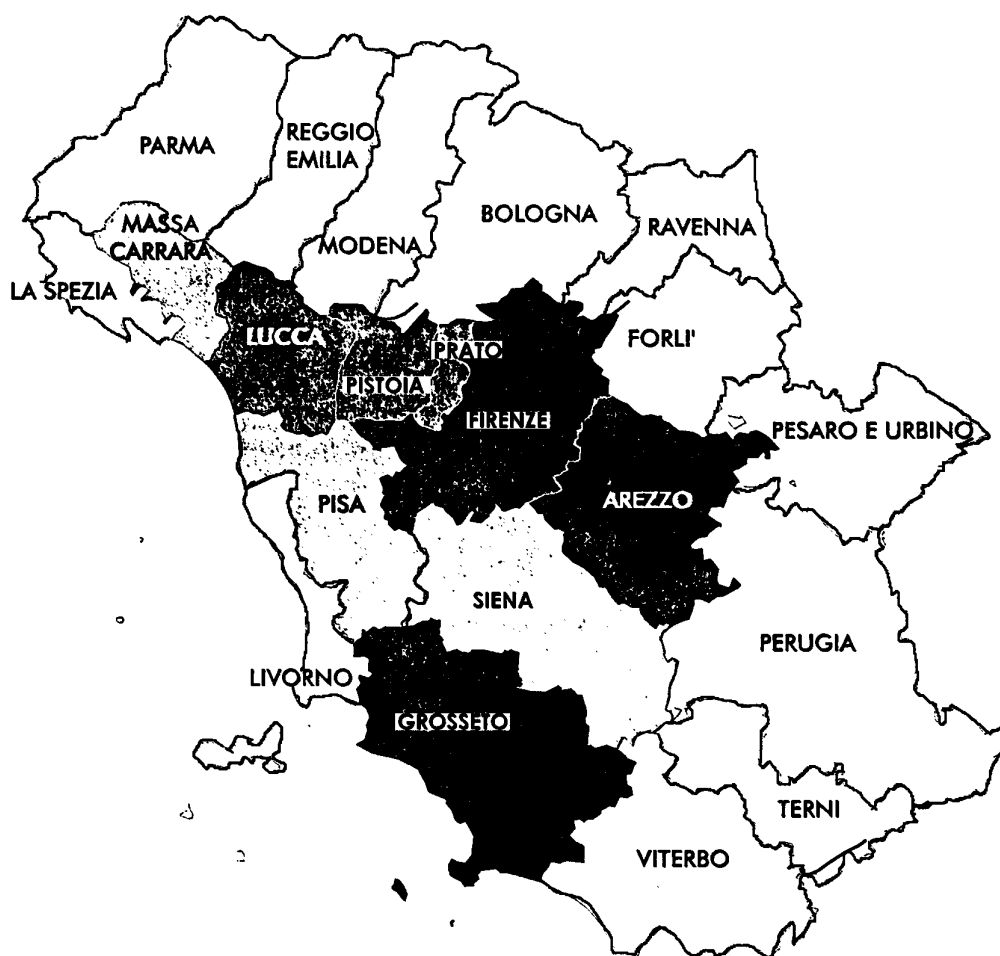 PARMA
REGGIO
EMILIA
MODENA
BOLOGNA
RAVENNA
MASSA
CARRARA
LA SPEZIA
LUCCA
PRATO
PISTOIA
FORLI'
FIRENZE
PESARO E URBINO
PISA
AREZZO
SIENA
PERUGIA
LIVORNO
GROSSETO
TERNI
VITERBO